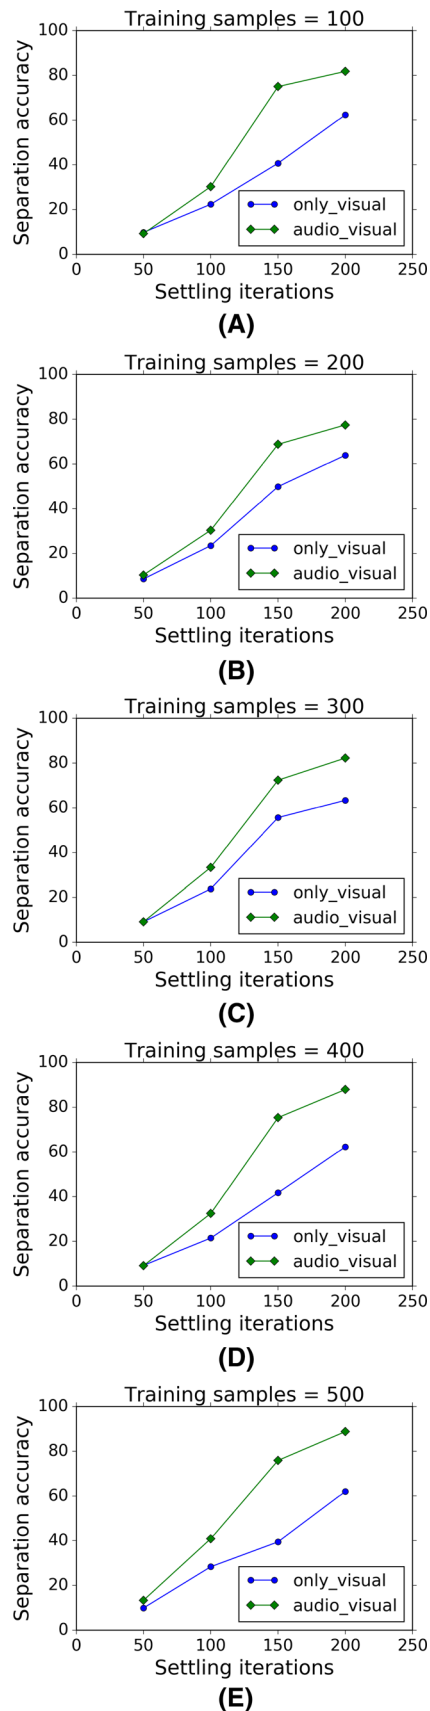 Training samples = 100
Separation accuracy
100
80
60
40
20
0
only_visual
audio_visual
0 50 100 150 200 250
Settling iterations
(A)
Training samples = 200
Separation accuracy
100
80
60
40
20
0
only_visual
audio_visual
0 50 100 150 200 250
Settling iterations
(B)
Training samples = 300
Separation accuracy
100
80
60
40
20
0
only_visual
audio_visual
0 50 100 150 200 250
Settling iterations
(C)
Training samples = 400
Separation accuracy
100
80
60
40
20
0
only_visual
audio_visual
0 50 100 150 200 250
Settling iterations
(D)
Training samples = 500
Separation accuracy
100
80
60
40
20
0
only_visual
audio_visual
0 50 100 150 200 250
Settling iterations
(E)